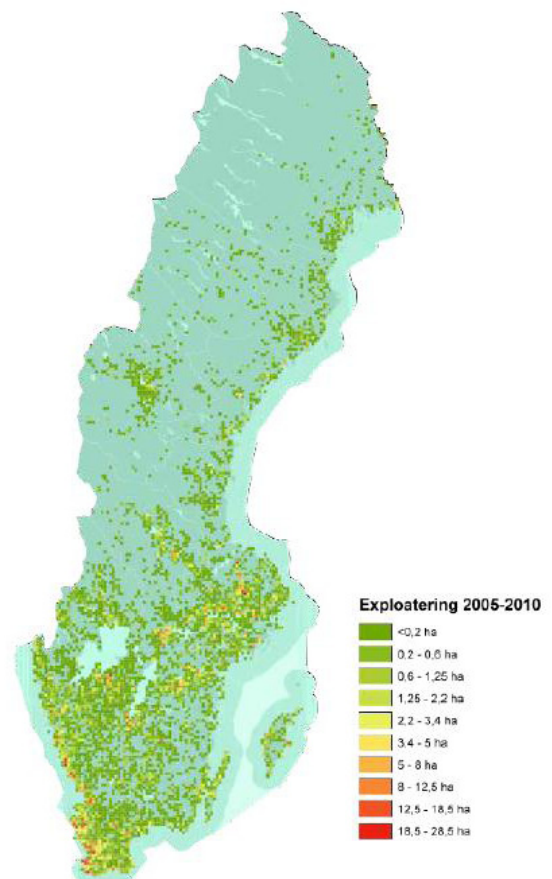 Exploatering 2005-2010
<0,2 ha
0,2 - 0,6 ha
0,6 - 1,25 ha
1,25 - 2,2 ha
2,2 - 3,4 ha
3,4 - 5 ha
5 - 8 ha
8 - 12,5 ha
12,5 - 18,5 ha
18,5 - 28,5 ha